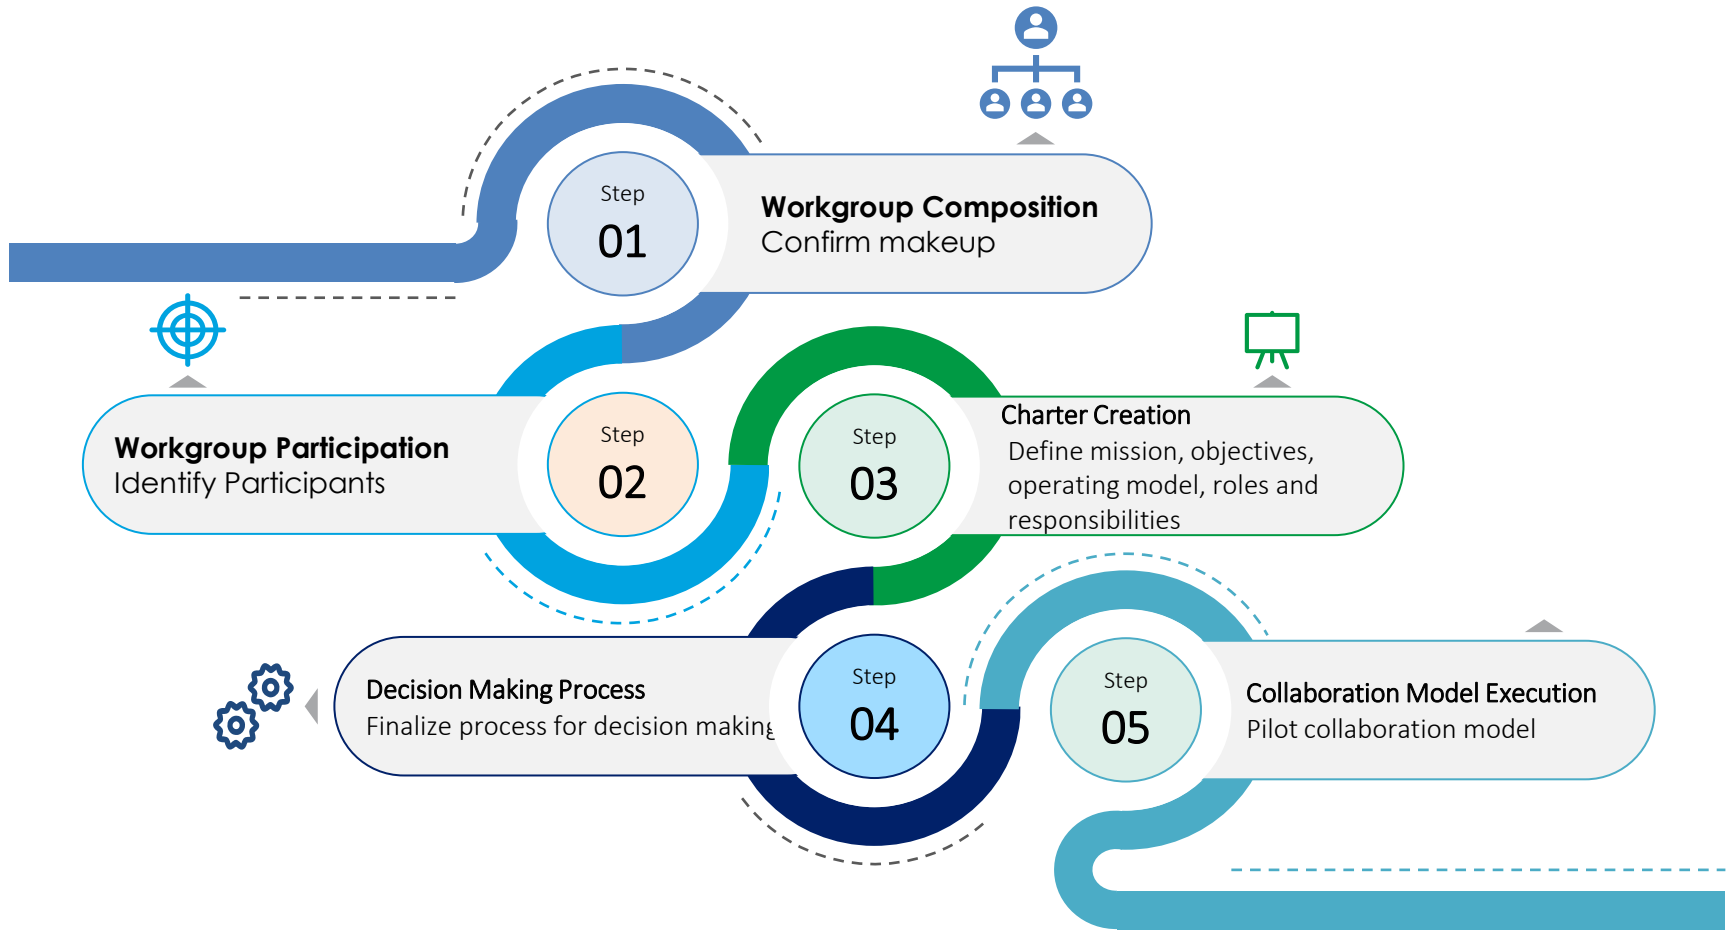 Step
01
Workgroup Composition
Confirm makeup
Workgroup Participation
Identify Participants
Step
02
Step
03
Charter Creation
Define mission, objectives,
operating model, roles and
responsibilities
Decision Making Process
Finalize process for decision making
Step
04
Step
05
Collaboration Model Execution
Pilot collaboration model